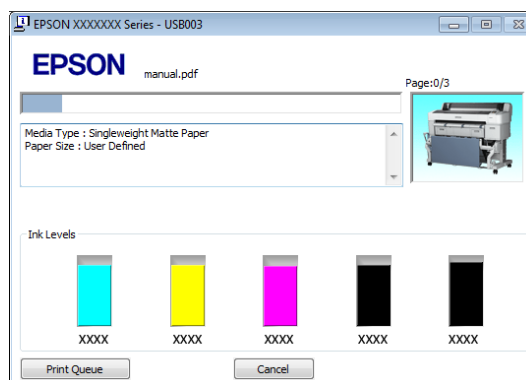 EPSON XXXXXXX Series - USB003
EPSON
manual.pdf
Page:0/3
Media Type : Singleweight Matte Paper
Paper Size : User Defined
Ink Levels
XXXX XXXX XXXX XXXX XXXX
Print Queue Cancel